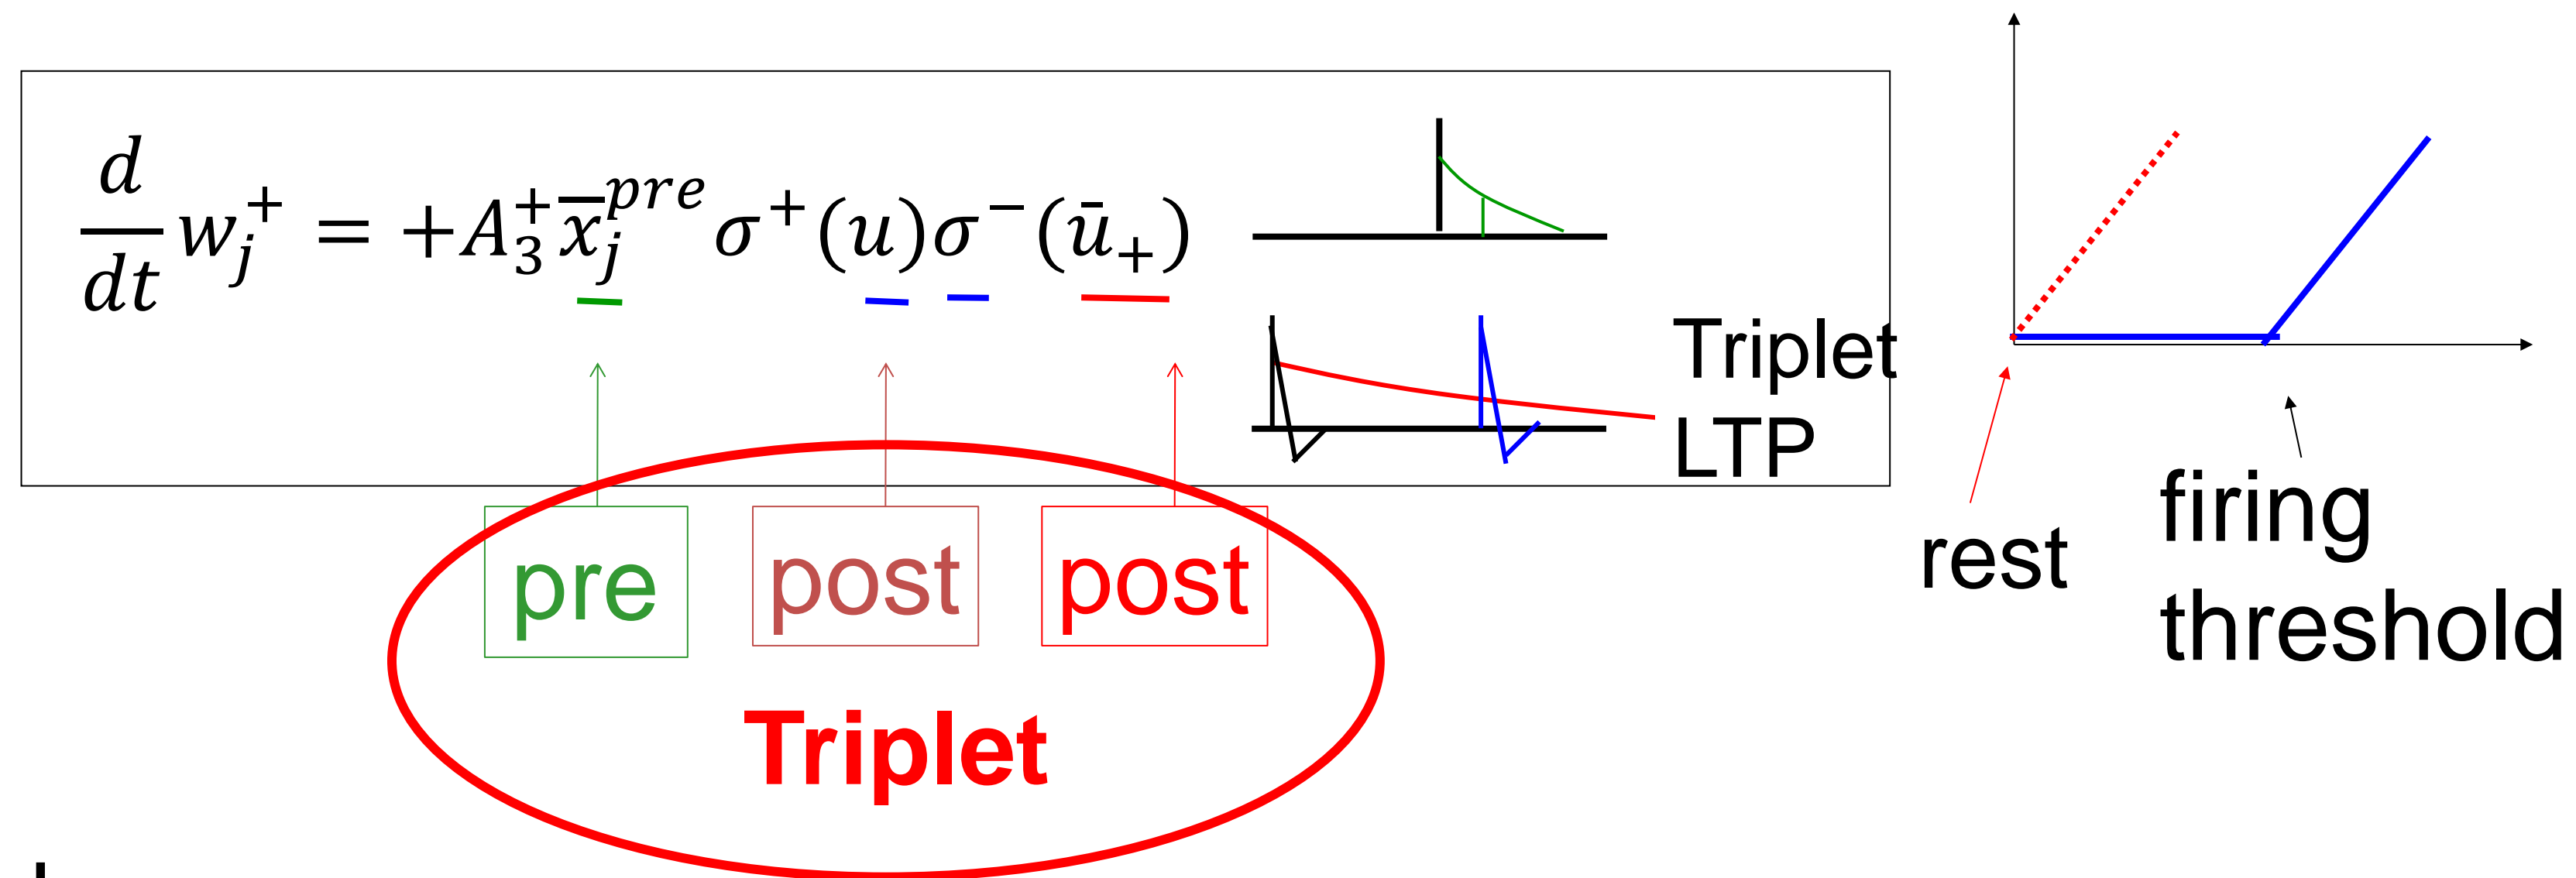 d/dt w_j^+ = +A_3^+ x̄_j^{pre} σ^+(u)σ^-(ū_+)
Triplet
LTP
pre post post
Triplet
rest
firing
threshold